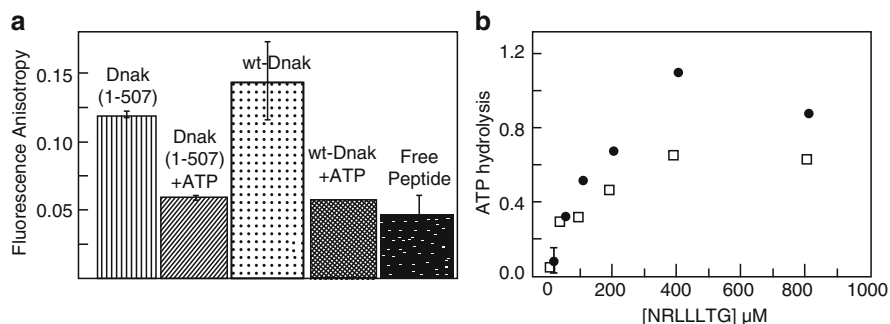 a
Fluorescence Anisotropy
0.15
0.10
0.05
Dnak
(1-507)
Dnak
(1-507)
+ATP
wt-Dnak
wt-Dnak
+ATP
Free
Peptide
b
ATP hydrolysis
1.2
0.8
0.4
0.0
0
200
400
600
800
1000
[NRLLLTG] µM